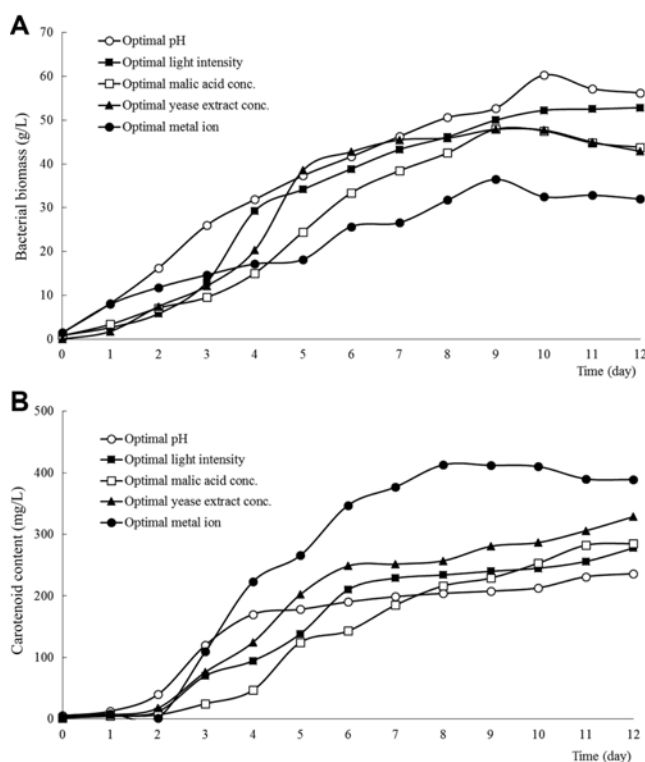 A
Bacterial biomass (g/L)
70
60
50
40
30
20
10
0
Optimal pH
Optimal light intensity
Optimal malic acid conc.
Optimal yease extract conc.
Optimal metal ion
0 1 2 3 4 5 6 7 8 9 10 11 12
Time (day)
B
Carotenoid content (mg/L)
500
400
300
200
100
0
Optimal pH
Optimal light intensity
Optimal malic acid conc.
Optimal yease extract conc.
Optimal metal ion
0 1 2 3 4 5 6 7 8 9 10 11 12
Time (day)